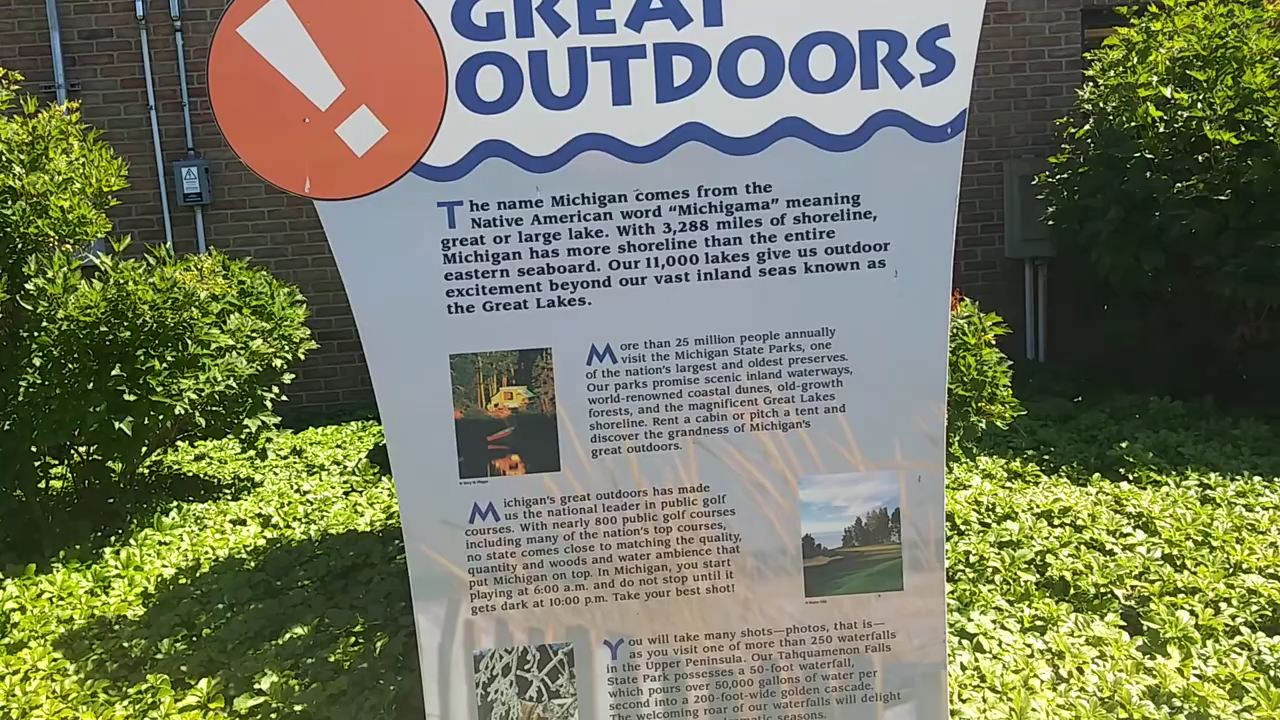 GREAT
OUTDOORS
The name Michigan comes from the
Native American word “Michigama” meaning
great or large lake. With 3,288 miles of shoreline,
Michigan has more shoreline than the entire
eastern seaboard. Our 11,000 lakes give us outdoor
excitement beyond our vast inland seas known as
the Great Lakes.
More than 25 million people annually
visit the Michigan State Parks, one
of the nation's largest and oldest preserves.
Our parks promise scenic inland waterways,
world-renowned coastal dunes, old-growth
forests, and the magnificent Great Lakes
shoreline. Rent a cabin or pitch a tent and
discover the grandness of Michigan's
great outdoors.
Michigan's great outdoors has made
us the national leader in public golf
courses. With nearly 800 public golf courses
including many of the nation's top courses,
no state comes close to matching the quality,
quantity and woods and water ambience that
put Michigan on top. In Michigan, you start
playing at 6:00 a.m. and do not stop until it
gets dark at 10:00 p.m. Take your best shot!
You will take many shots—photos, that is—
as you visit one of more than 250 waterfalls
in the Upper Peninsula. Our Tahquamenon Falls
State Park possesses a 50-foot waterfall,
which pours over 50,000 gallons of water per
second into a 200-foot-wide golden cascade.
The welcoming roar of our waterfalls will delight
seasons.